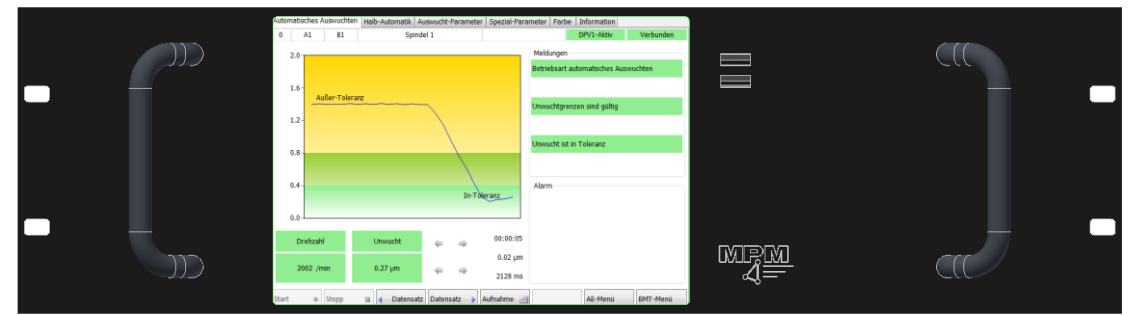 Automatisches Auswuchten Halb-Automatik Auswucht-Parameter Spezial-Parameter Farbe Information
0 A1 B1 Spindel 1 DPV1-Aktiv Verbunden
2.0
1.6
1.2
0.8
0.4
0.0
Außer-Toleranz
In-Toleranz
Meldungen
Betriebsart automatisches Auswuchten
Unwuchtgrenzen sind gültig
Unwucht ist in Toleranz
Alarm
Drehzahl Unwucht 00:00:05
0.02 µm
2002 /min 0.27 µm
2128 ms
Start Stopp Datensatz Datensatz Aufnahme AE-Menü BMT-Menü
MPM